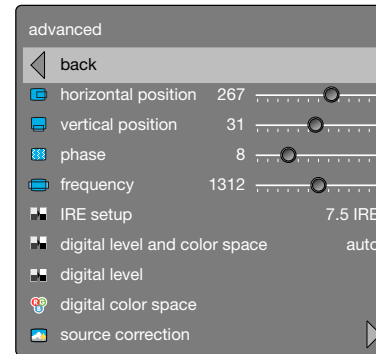 advanced
back
horizontal position 267
vertical position 31
phase 8
frequency 1312
IRE setup 7.5 IRE
digital level and color space auto
digital level
digital color space
source correction